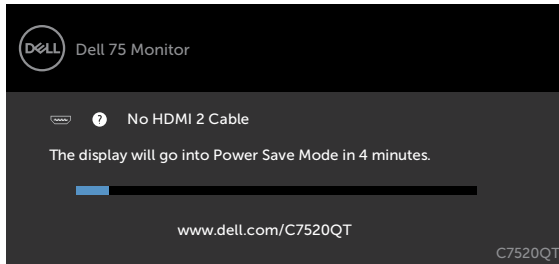 DELL
Dell 75 Monitor
? No HDMI 2 Cable
The display will go into Power Save Mode in 4 minutes.
www.dell.com/C7520QT
C7520QT